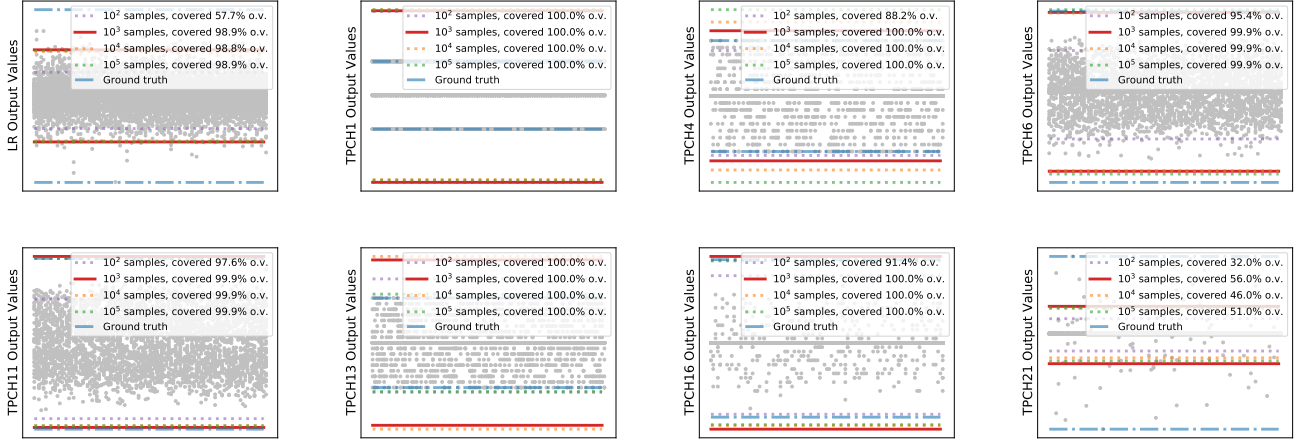 LR Output Values
10² samples, covered 57.7% o.v.
10³ samples, covered 98.9% o.v.
10⁴ samples, covered 98.8% o.v.
10⁵ samples, covered 98.9% o.v.
Ground truth
TPCH1 Output Values
10² samples, covered 100.0% o.v.
10³ samples, covered 100.0% o.v.
10⁴ samples, covered 100.0% o.v.
10⁵ samples, covered 100.0% o.v.
Ground truth
TPCH4 Output Values
10² samples, covered 88.2% o.v.
10³ samples, covered 100.0% o.v.
10⁴ samples, covered 100.0% o.v.
10⁵ samples, covered 100.0% o.v.
Ground truth
TPCH6 Output Values
10² samples, covered 95.4% o.v.
10³ samples, covered 99.9% o.v.
10⁴ samples, covered 99.9% o.v.
10⁵ samples, covered 99.9% o.v.
Ground truth
TPCH11 Output Values
10² samples, covered 97.6% o.v.
10³ samples, covered 99.9% o.v.
10⁴ samples, covered 99.9% o.v.
10⁵ samples, covered 99.9% o.v.
Ground truth
TPCH13 Output Values
10² samples, covered 100.0% o.v.
10³ samples, covered 100.0% o.v.
10⁴ samples, covered 100.0% o.v.
10⁵ samples, covered 100.0% o.v.
Ground truth
TPCH16 Output Values
10² samples, covered 91.4% o.v.
10³ samples, covered 100.0% o.v.
10⁴ samples, covered 100.0% o.v.
10⁵ samples, covered 100.0% o.v.
Ground truth
TPCH21 Output Values
10² samples, covered 32.0% o.v.
10³ samples, covered 56.0% o.v.
10⁴ samples, covered 46.0% o.v.
10⁵ samples, covered 51.0% o.v.
Ground truth